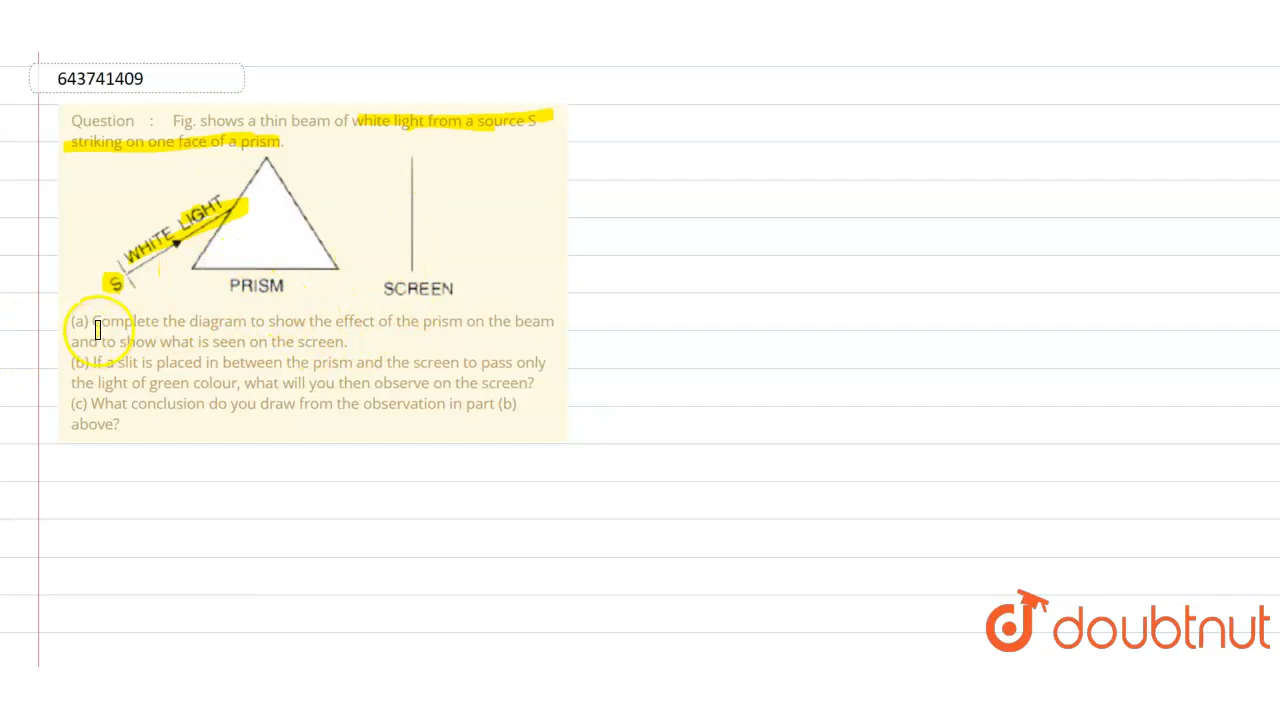 643741409
Question : Fig. shows a thin beam of white light from a source S
striking on one face of a prism.
WHITE LIGHT
S
PRISM
SCREEN
(a) Complete the diagram to show the effect of the prism on the beam
and to show what is seen on the screen.
(b) If a slit is placed in between the prism and the screen to pass only
the light of green colour, what will you then observe on the screen?
(c) What conclusion do you draw from the observation in part (b)
above?
doubtnut